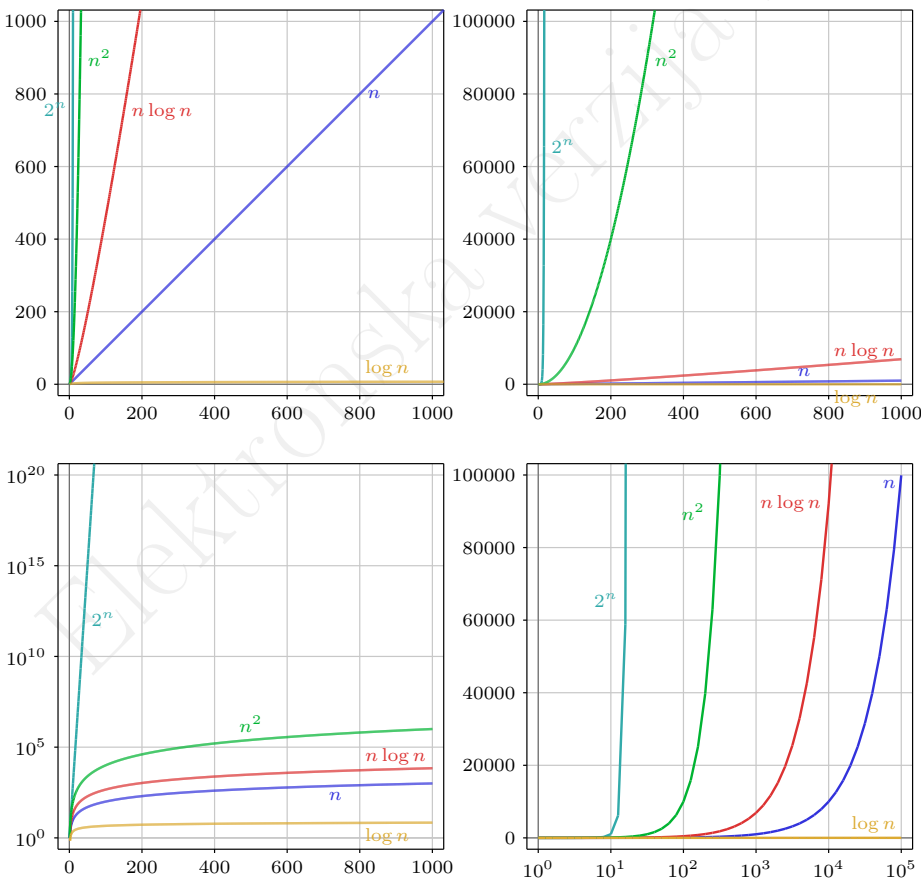 1000
800
600
400
200
0
0 200 400 600 800 1000
2^n
n^2
n log n
n
log n
100000
80000
60000
40000
20000
0
0 200 400 600 800 1000
2^n
n^2
n log n
n
log n
10^20
10^15
10^10
10^5
10^0
0 200 400 600 800 1000
2^n
n^2
n log n
n
log n
100000
80000
60000
40000
20000
0
10^0 10^1 10^2 10^3 10^4 10^5
2^n
n^2
n log n
n
log n
Elektronska verzija